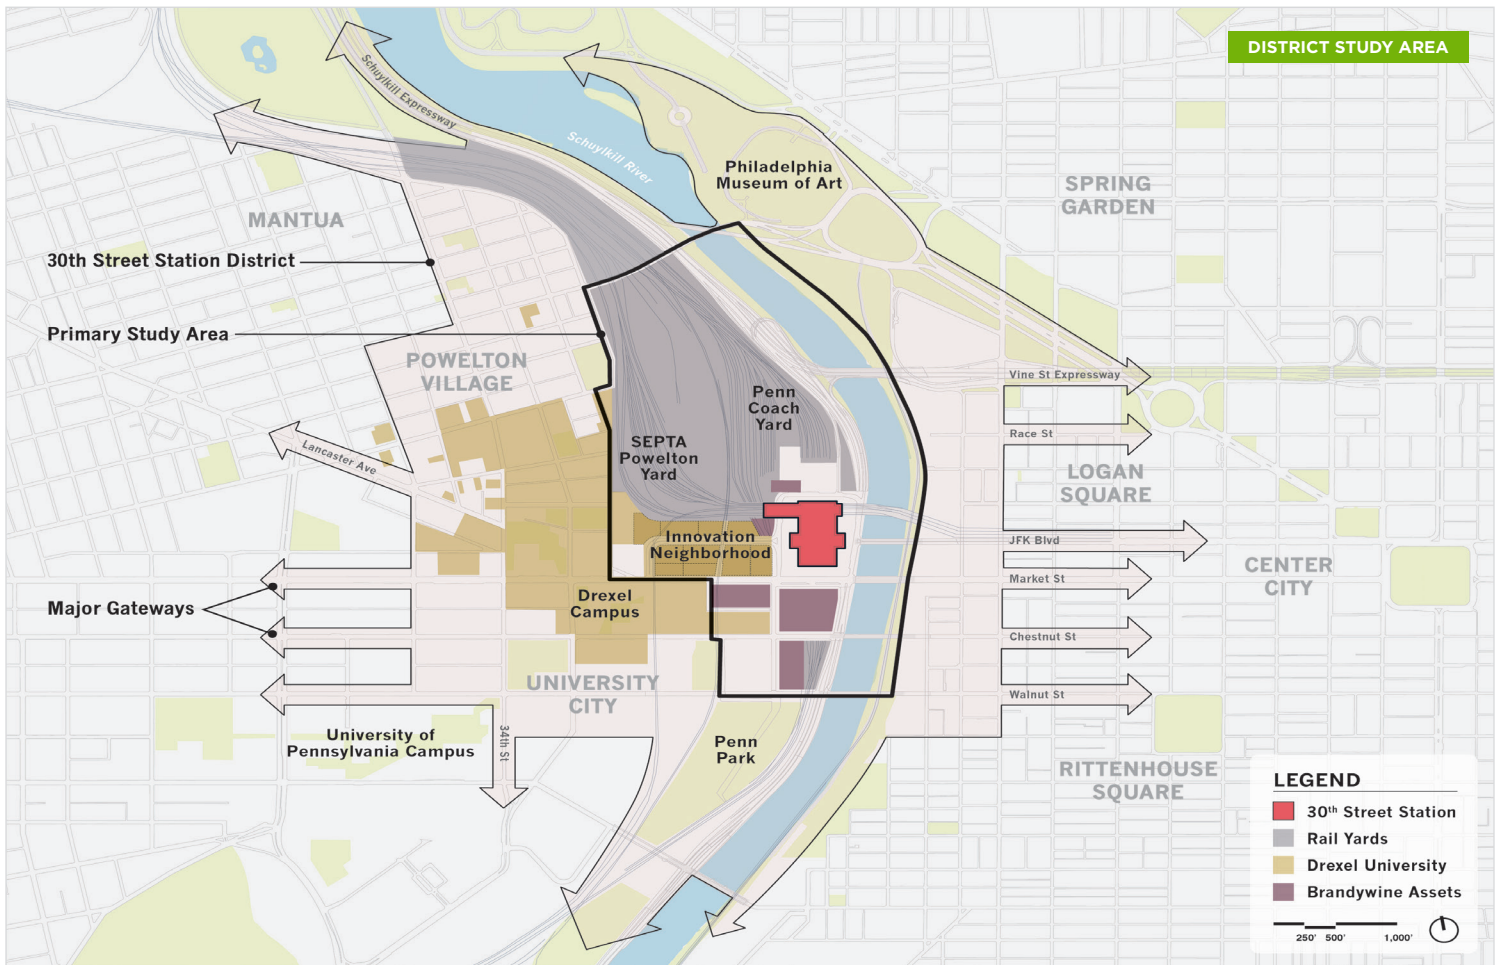 DISTRICT STUDY AREA
Schuylkill Expressway
Schuylkill River
Philadelphia
Museum of Art
SPRING
GARDEN
MANTUA
30th Street Station District
Primary Study Area
POWELTON
VILLAGE
Vine St Expressway
Penn
Coach
Yard
Race St
SEPTA
Powelton
Yard
Lancaster Ave
LOGAN
SQUARE
Innovation
Neighborhood
JFK Blvd
CENTER
CITY
Market St
Major Gateways
Drexel
Campus
Chestnut St
UNIVERSITY
CITY
Walnut St
University of
Pennsylvania Campus
34th St
Penn
Park
RITTENHOUSE
SQUARE
LEGEND
30th Street Station
Rail Yards
Drexel University
Brandywine Assets
250' 500' 1,000'